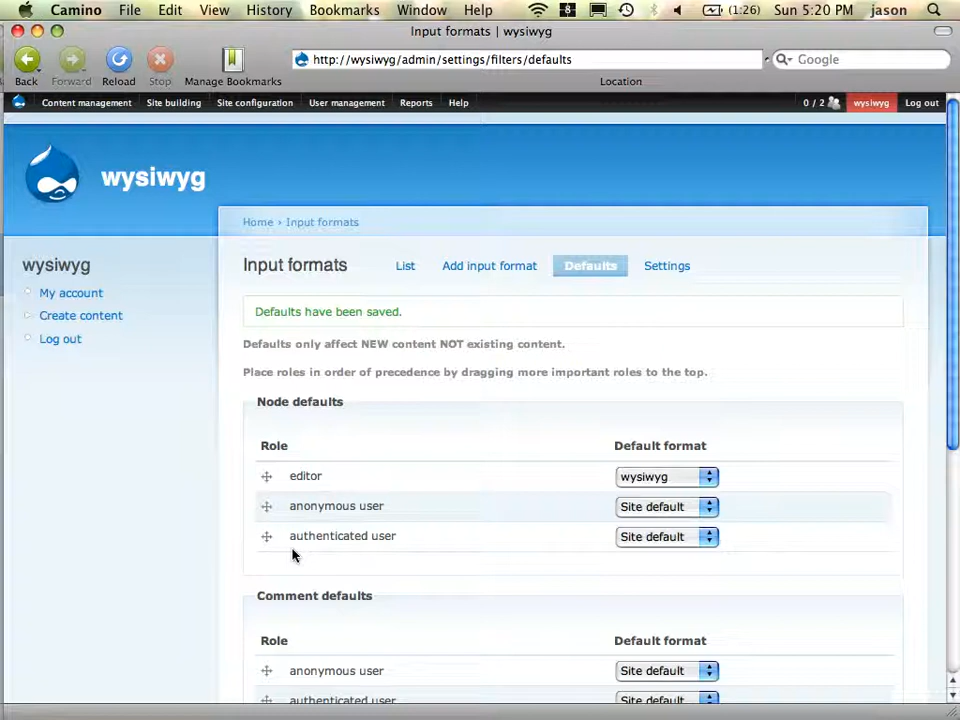 Camino File Edit View History Bookmarks Window Help (1:26) Sun 5:20 PM jason
Input formats | wysiwyg
http://wysiwyg/admin/settings/filters/defaults Google
Back Forward Reload Stop Manage Bookmarks Location
Content management Site building Site configuration User management Reports Help 0 / 2 wysiwyg Log out
wysiwyg
Home › Input formats
wysiwyg
My account
Create content
Log out
Input formats List Add input format Defaults Settings
Defaults have been saved.
Defaults only affect NEW content NOT existing content.
Place roles in order of precedence by dragging more important roles to the top.
Node defaults
Role Default format
editor wysiwyg
anonymous user Site default
authenticated user Site default
Comment defaults
Role Default format
anonymous user Site default
authenticated user Site default